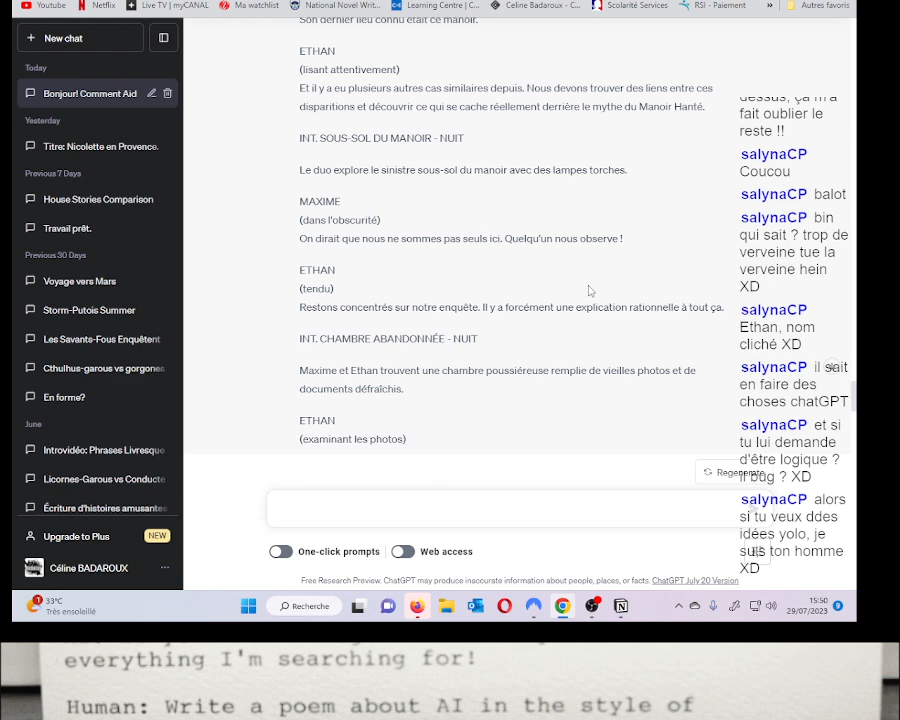 Youtube
Netflix
Live TV | myCANAL
Ma watchlist
National Novel Writ...
Learning Centre | C...
Celine Badaroux - C...
Scolarité Services
RSI - Paiement
»
Autres favoris
New chat
Today
Bonjour! Comment Aid
Yesterday
Titre: Nicolette en Provence.
Previous 7 Days
House Stories Comparison
Travail prêt.
Previous 30 Days
Voyage vers Mars
Storm-Putois Summer
Les Savants-Fous Enquêtent
Cthulhus-garous vs gorgones
En forme?
June
Introvidéo: Phrases Livresque
Licornes-Garous vs Conducte
Écriture d'histoires amusantes
Upgrade to Plus NEW
Céline BADAROUX ...
Son dernier lieu connu était ce manoir.
ETHAN
(lisant attentivement)
Et il y a eu plusieurs autres cas similaires depuis. Nous devons trouver des liens entre ces
disparitions et découvrir ce qui se cache réellement derrière le mythe du Manoir Hanté.
INT. SOUS-SOL DU MANOIR - NUIT
Le duo explore le sinistre sous-sol du manoir avec des lampes torches.
MAXIME
(dans l'obscurité)
On dirait que nous ne sommes pas seuls ici. Quelqu'un nous observe !
ETHAN
(tendu)
Restons concentrés sur notre enquête. Il y a forcément une explication rationnelle à tout ça.
INT. CHAMBRE ABANDONNÉE - NUIT
Maxime et Ethan trouvent une chambre poussiéreuse remplie de vieilles photos et de
documents défraîchis.
ETHAN
(examinant les photos)
Regenerate
One-click prompts
Web access
Free Research Preview. ChatGPT may produce inaccurate information about people, places, or facts. ChatGPT July 20 Version
dessus, ça m'a
fait oublier le
reste !!
salynaCP
Coucou
salynaCP balot
salynaCP bin
qui sait ? trop de
verveine tue la
verveine hein
XD
salynaCP
Ethan, nom
cliché XD
salynaCP il sait
en faire des
choses chatGPT
salynaCP et si
tu lui demande
d'être logique ?
il bug ? XD
salynaCP alors
si tu veux ddes
idées yolo, je
suis ton homme
XD
1
33°C
Très ensoleillé
Recherche
15:50
29/07/2023
9
everything I'm searching for!
Human: Write a poem about AI in the style of